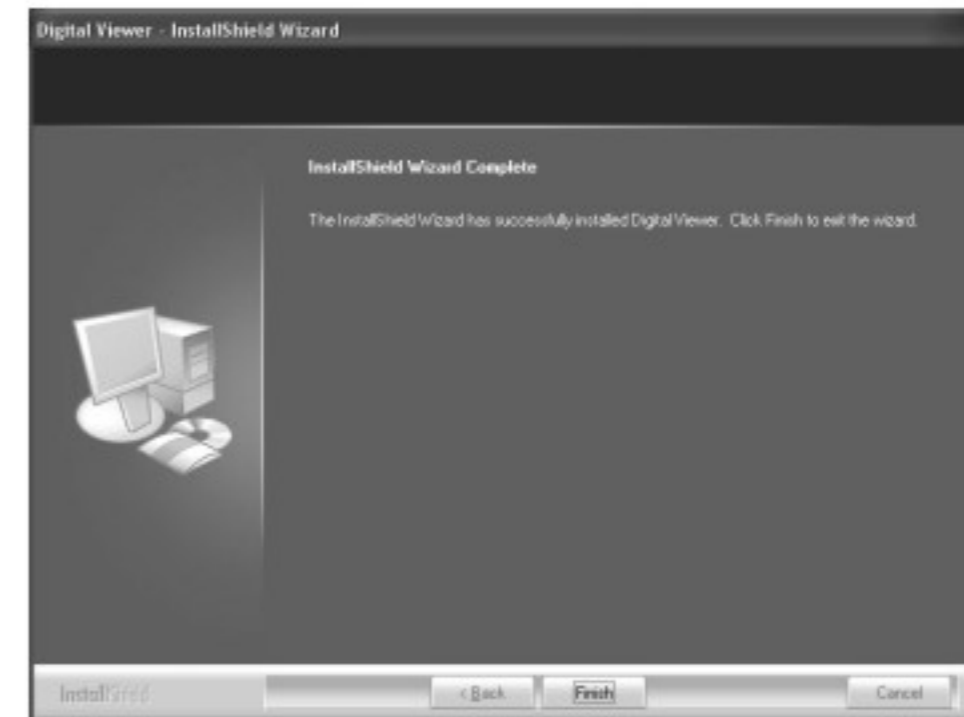 Digital Viewer - InstallShield Wizard
InstallShield Wizard Complete
The InstallShield Wizard has successfully installed Digital Viewer. Click Finish to exit the wizard.
InstallShield
< Back
Finish
Cancel